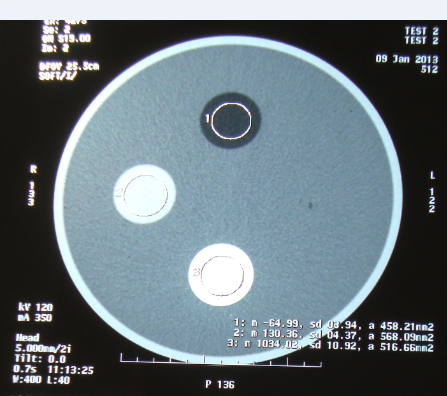 Se: 2
OM S19.00
Im: 2
DFOV 25.5cm
SOFT/I/
TEST 2
TEST 2
09 Jan 2013
512
R
1
3
3
L
1
2
2
1
2
3
kV 120
mA 350
Head
5.000mm/2i
Tilt: 0.0
0.7s 11:13:25
W:400 L:40
1: m -64.99, sd 03.94, a 458.21mm2
2: m 130.36, sd 04.37, a 568.09mm2
3: m 1034.02, sd 10.92, a 516.66mm2
P 136